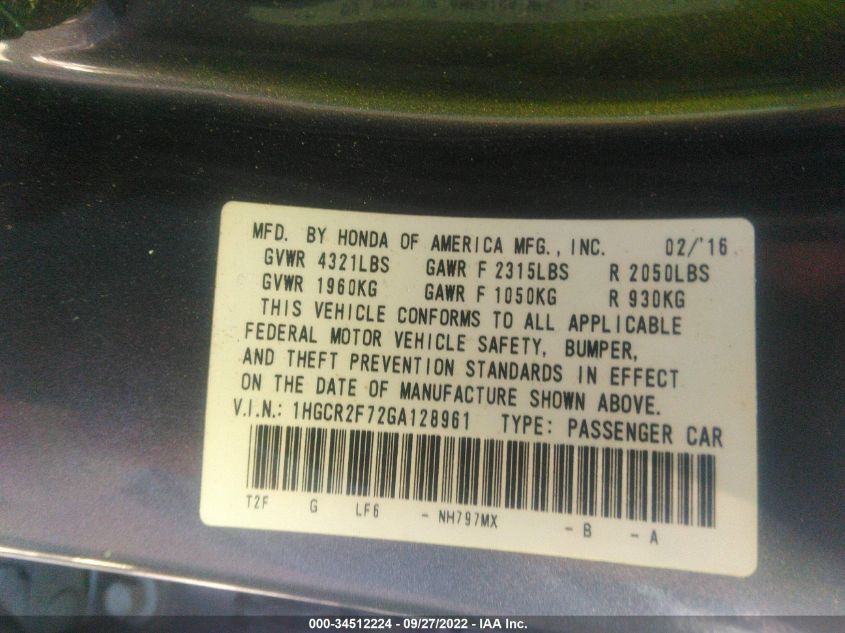 MFD. BY HONDA OF AMERICA MFG., INC. 02/'16
GVWR 4321LBS GAWR F 2315LBS R 2050LBS
GVWR 1960KG GAWR F 1050KG R 930KG
THIS VEHICLE CONFORMS TO ALL APPLICABLE
FEDERAL MOTOR VEHICLE SAFETY, BUMPER,
AND THEFT PREVENTION STANDARDS IN EFFECT
ON THE DATE OF MANUFACTURE SHOWN ABOVE.
V.I.N.: 1HGCR2F72GA128961 TYPE: PASSENGER CAR
T2F G LF6 - NH797MX - B - A
000-34512224 - 09/27/2022 - IAA Inc.